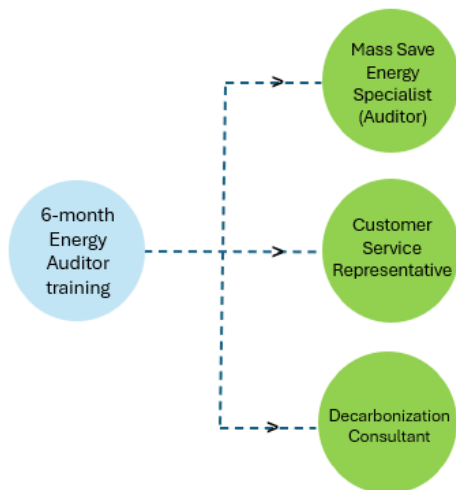 Mass Save
Energy
Specialist
(Auditor)
6-month
Energy
Auditor
training
Customer
Service
Representative
Decarbonization
Consultant